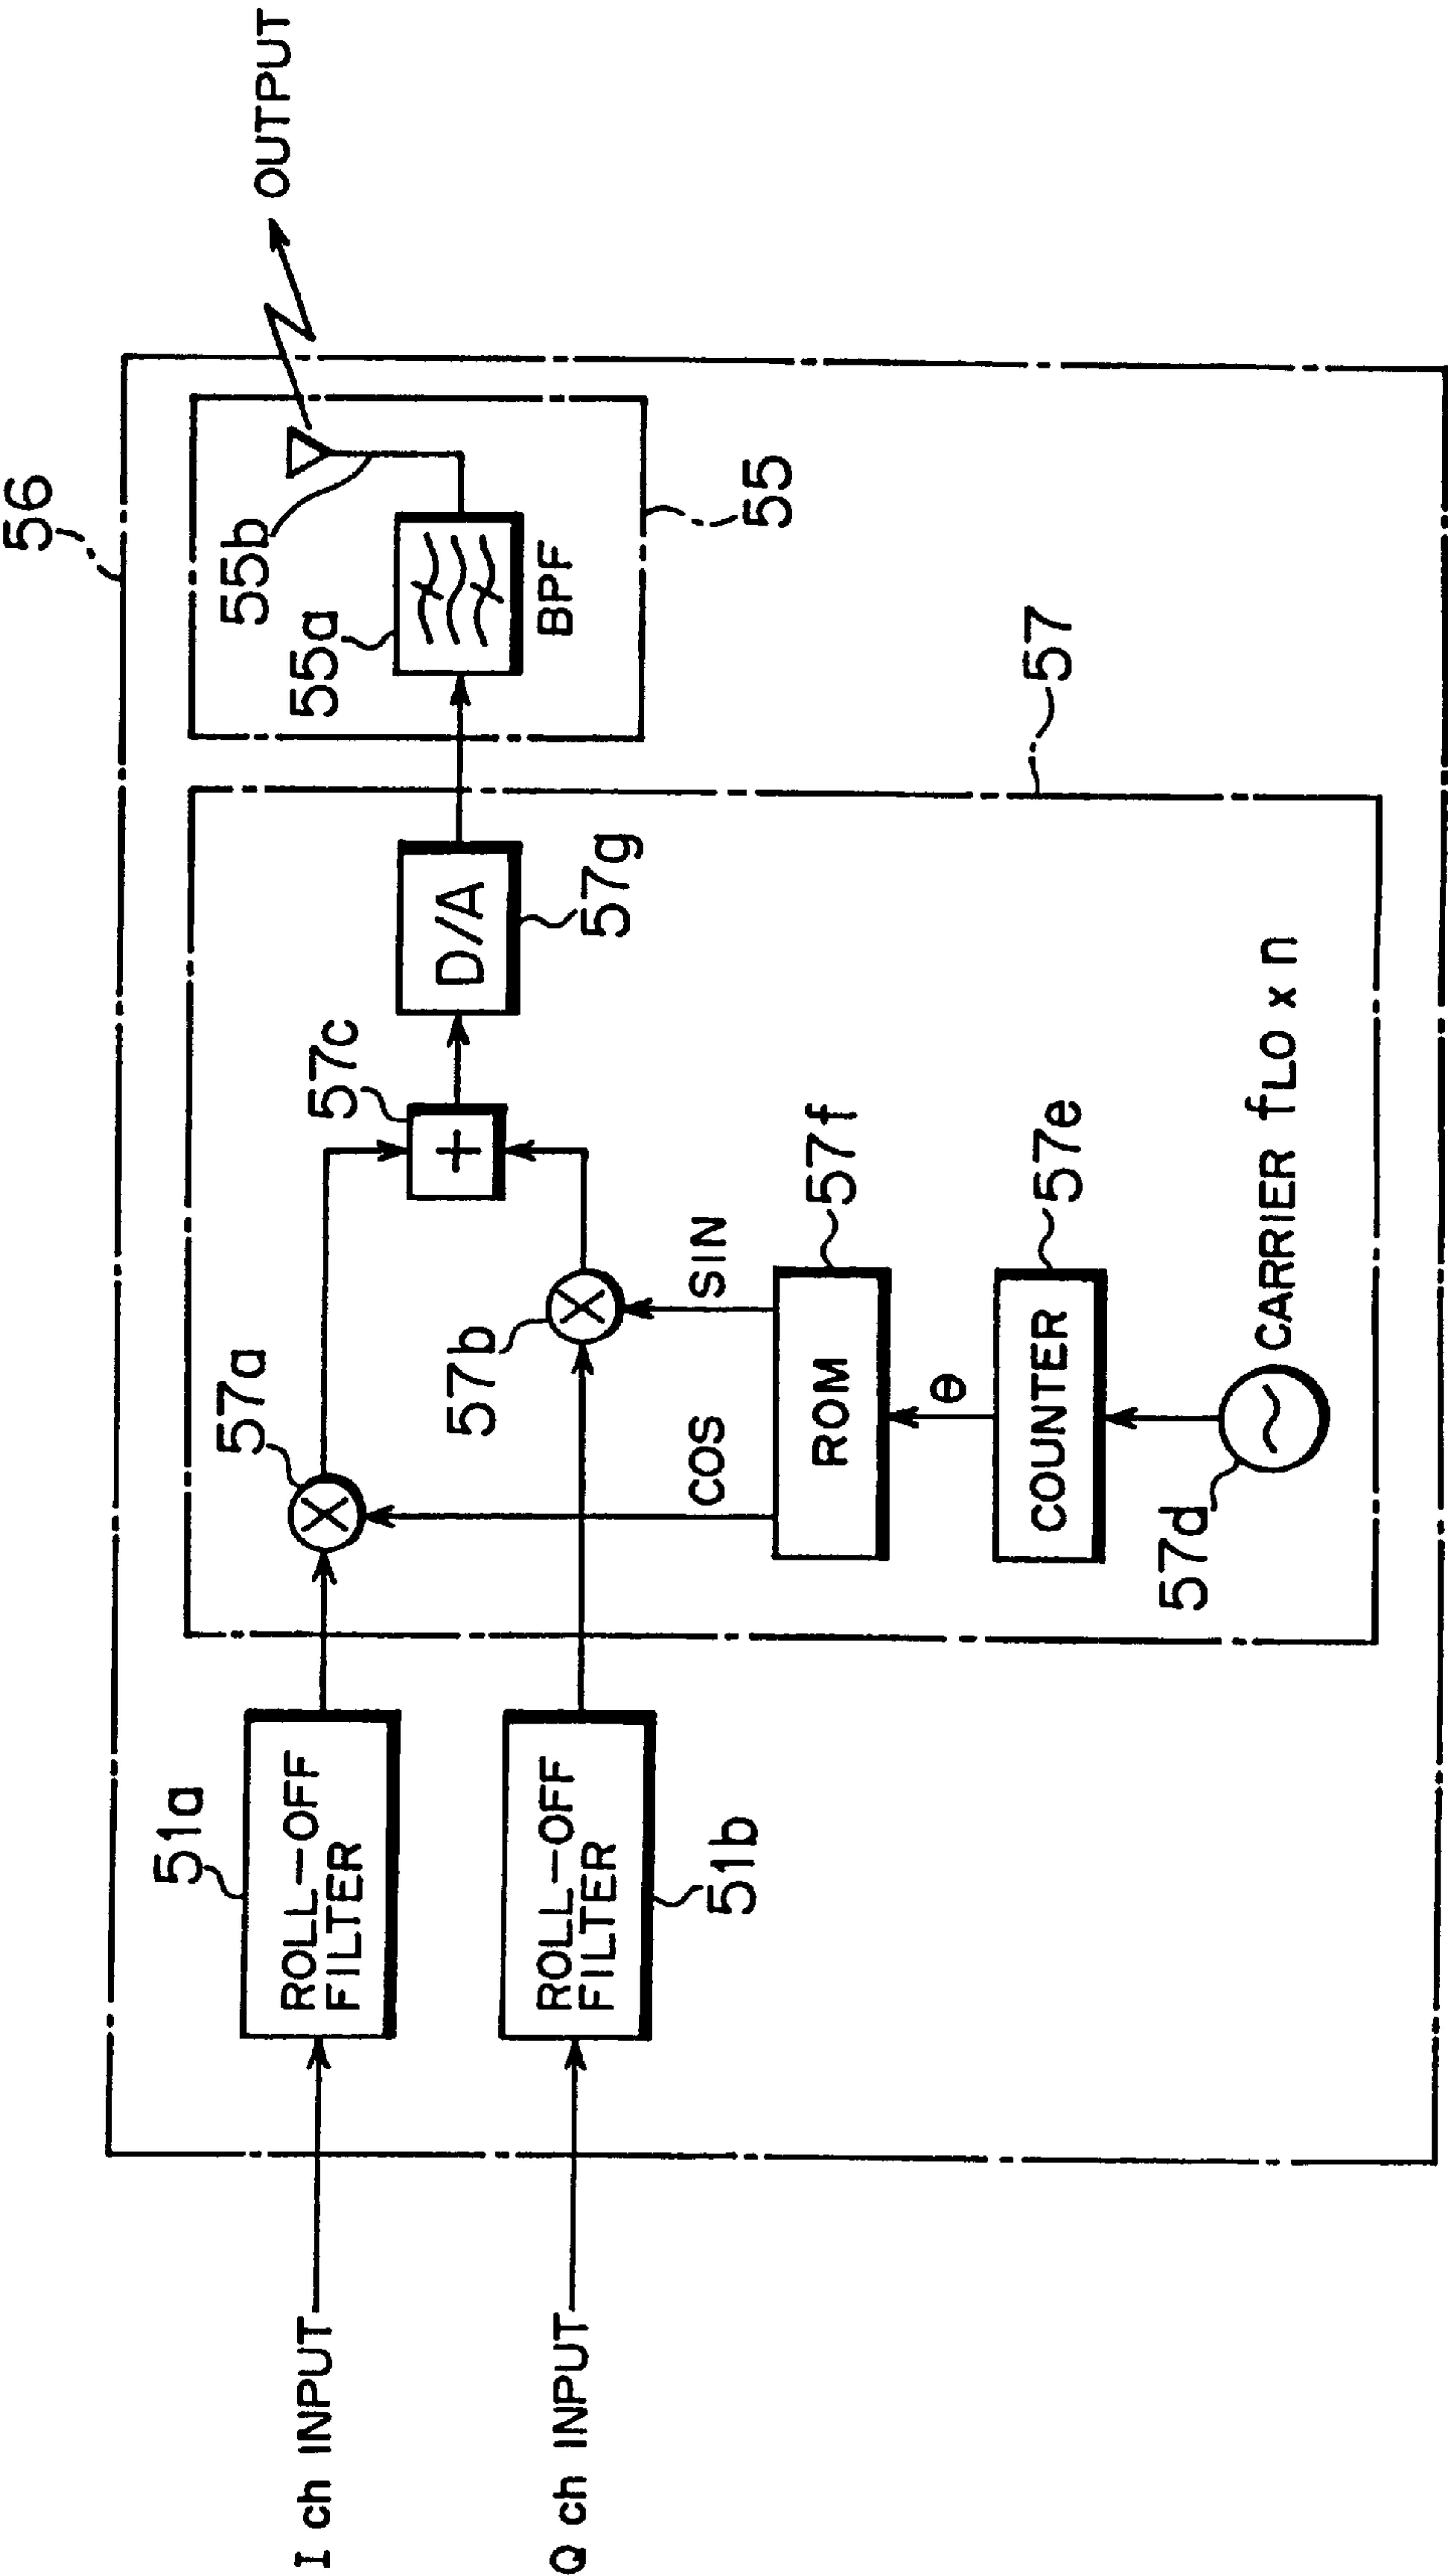 56
OUTPUT
55b
55a
BPF
55
57
57c
D/A
57g
57a
57b
COS
SIN
ROM
57f
θ
COUNTER
57e
57d
CARRIER fLO x n
51a
ROLL-OFF
FILTER
ROLL-OFF
FILTER
51b
I ch INPUT
Q ch INPUT